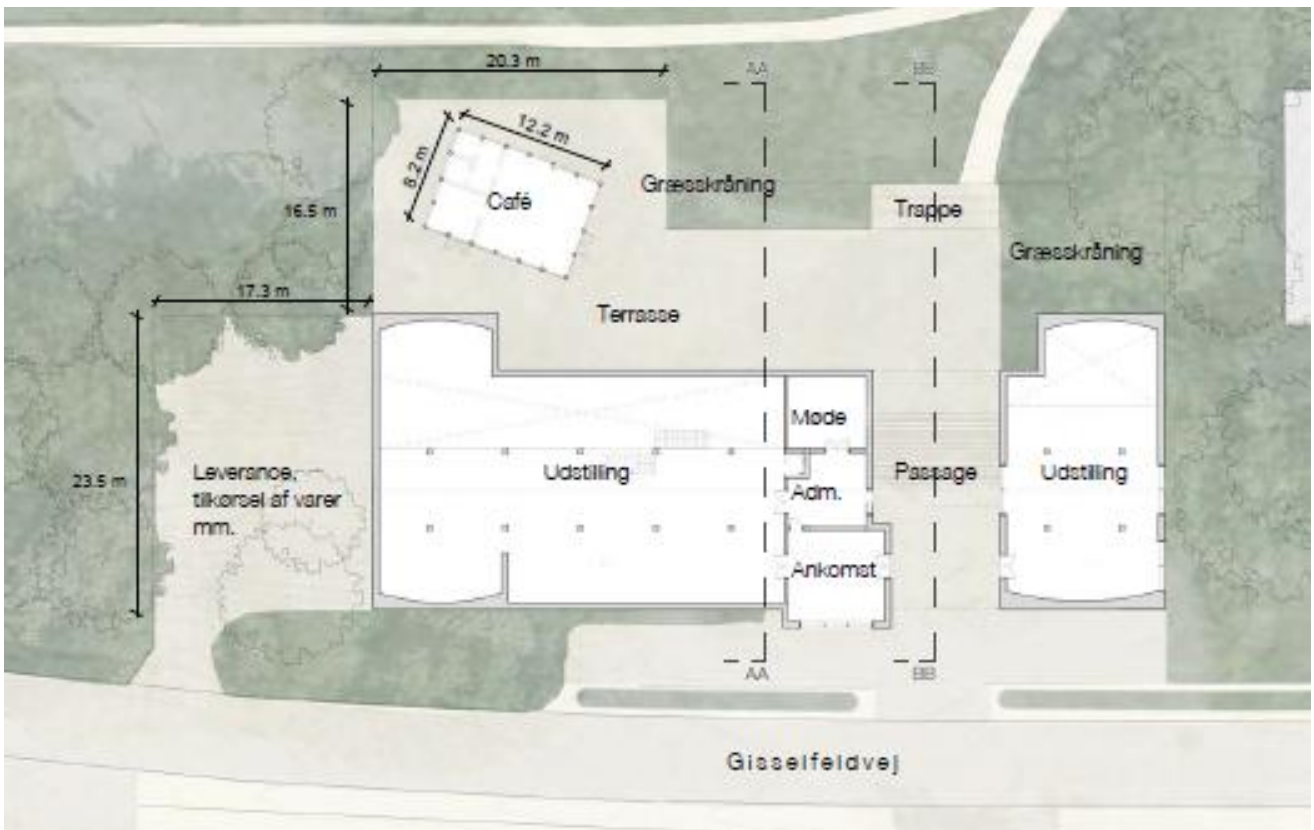 20.3 m
AA
BB
12.2 m
8.2 m
Café
Græsskråning
Trappe
16.5 m
Græsskråning
17.3 m
Terrasse
Møde
23.5 m
Leverance,
tilkørsel af varer
mm.
Udstilling
Adm.
Passage
Udstilling
Ankomst
AA
BB
Gisselfeldvej